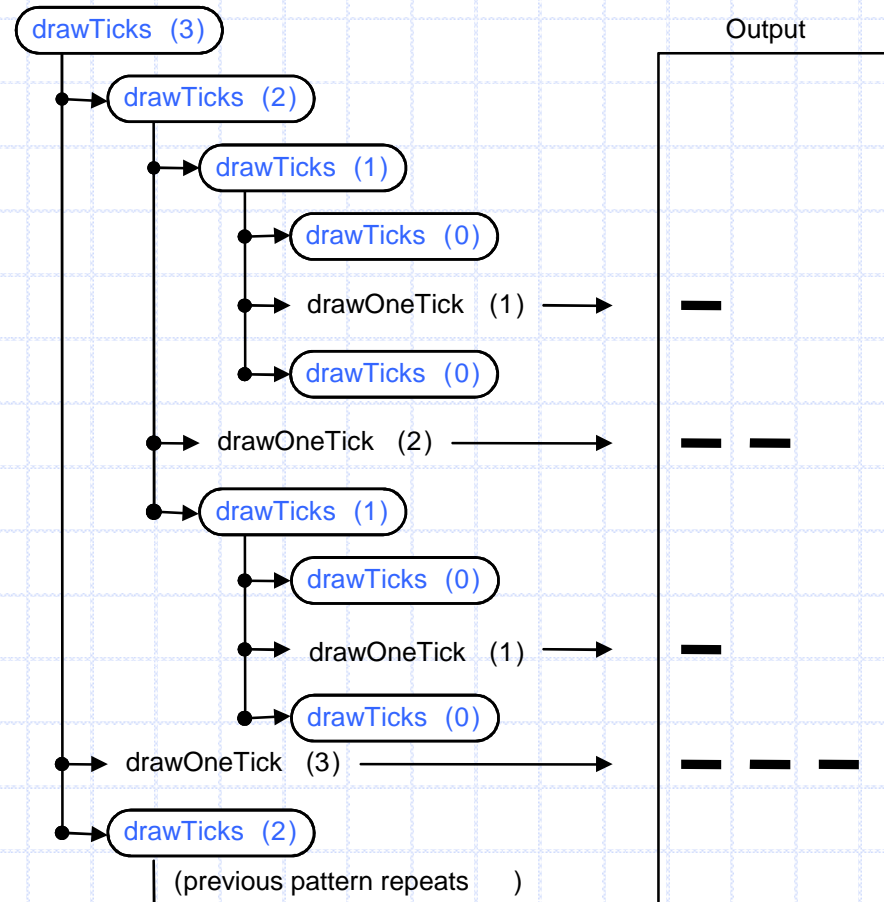 drawTicks (3) Output
drawTicks (2)
drawTicks (1)
drawTicks (0)
drawOneTick (1)
drawTicks (0)
drawOneTick (2)
drawTicks (1)
drawTicks (0)
drawOneTick (1)
drawTicks (0)
drawOneTick (3)
drawTicks (2)
(previous pattern repeats )